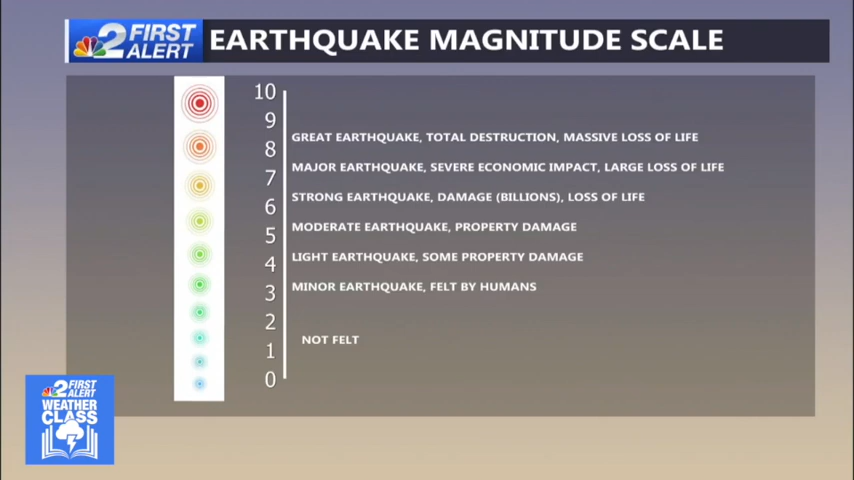 2 FIRST ALERT
EARTHQUAKE MAGNITUDE SCALE
10
9
GREAT EARTHQUAKE, TOTAL DESTRUCTION, MASSIVE LOSS OF LIFE
8
MAJOR EARTHQUAKE, SEVERE ECONOMIC IMPACT, LARGE LOSS OF LIFE
7
STRONG EARTHQUAKE, DAMAGE (BILLIONS), LOSS OF LIFE
6
MODERATE EARTHQUAKE, PROPERTY DAMAGE
5
LIGHT EARTHQUAKE, SOME PROPERTY DAMAGE
4
MINOR EARTHQUAKE, FELT BY HUMANS
3
2
NOT FELT
1
0
2 FIRST ALERT
WEATHER
CLASS